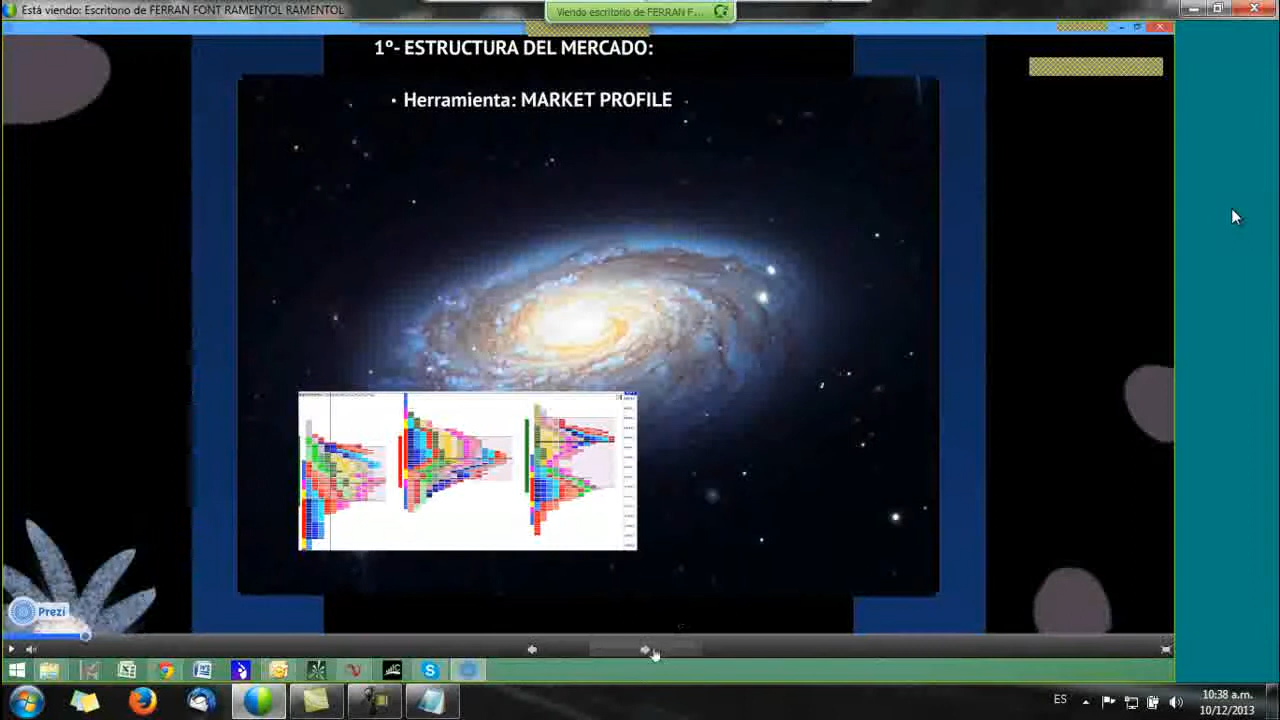 Está viendo: Escritorio de FERRAN FONT RAMENTOL RAMENTOL
Viendo escritorio de FERRAN F...
1º- ESTRUCTURA DEL MERCADO:
· Herramienta: MARKET PROFILE
Prezi
ES
10:38 a.m.
10/12/2013